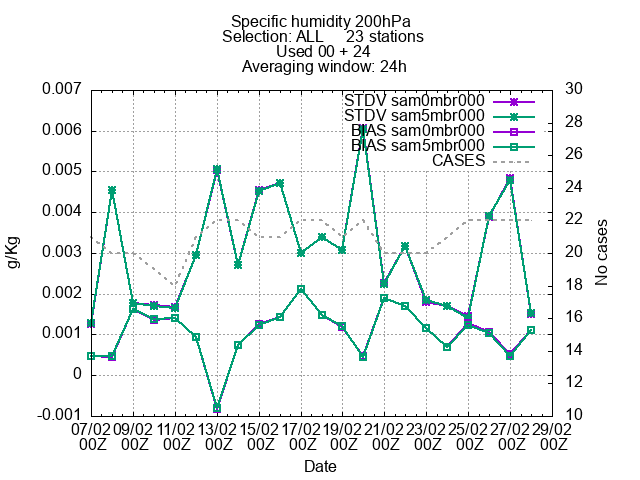 Specific humidity 200hPa
Selection: ALL 23 stations
Used 00 + 24
Averaging window: 24h
STDV sam0mbr000
STDV sam5mbr000
BIAS sam0mbr000
BIAS sam5mbr000
CASES
0.007
0.006
0.005
0.004
0.003
0.002
0.001
0
-0.001
g/Kg
30
28
26
24
22
20
18
16
14
12
10
No cases
07/02 09/02 11/02 13/02 15/02 17/02 19/02 21/02 23/02 25/02 27/02 29/02
00Z 00Z 00Z 00Z 00Z 00Z 00Z 00Z 00Z 00Z 00Z 00Z
Date